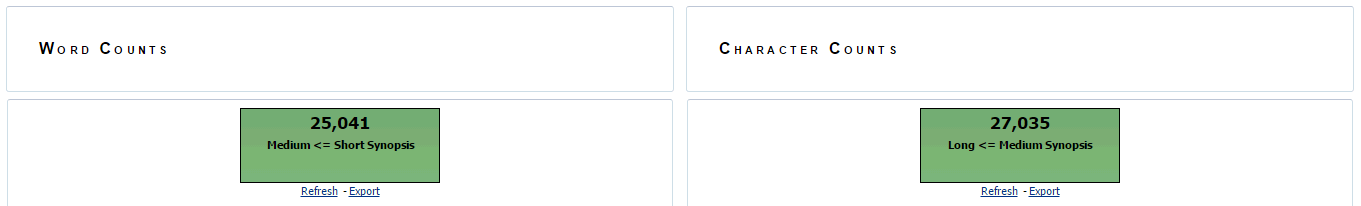 Word Counts
Character Counts
25,041
Medium <= Short Synopsis
Refresh - Export
27,035
Long <= Medium Synopsis
Refresh - Export